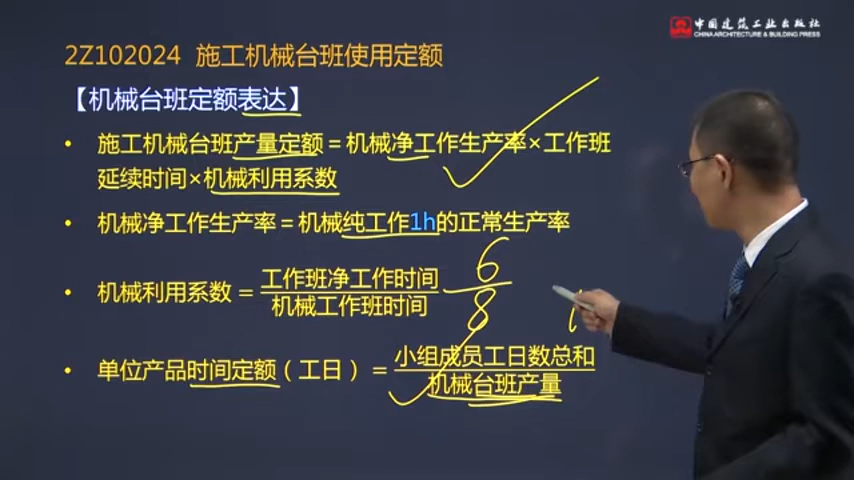 中国建筑工业出版社
CHINA ARCHITECTURE & BUILDING PRESS
2Z102024 施工机械台班使用定额
【机械台班定额表达】
• 施工机械台班产量定额=机械净工作生产率×工作班
延续时间×机械利用系数
• 机械净工作生产率=机械纯工作1h的正常生产率
• 机械利用系数=工作班净工作时间
机械工作班时间
6
8
• 单位产品时间定额（工日）=小组成员工日数总和
机械台班产量